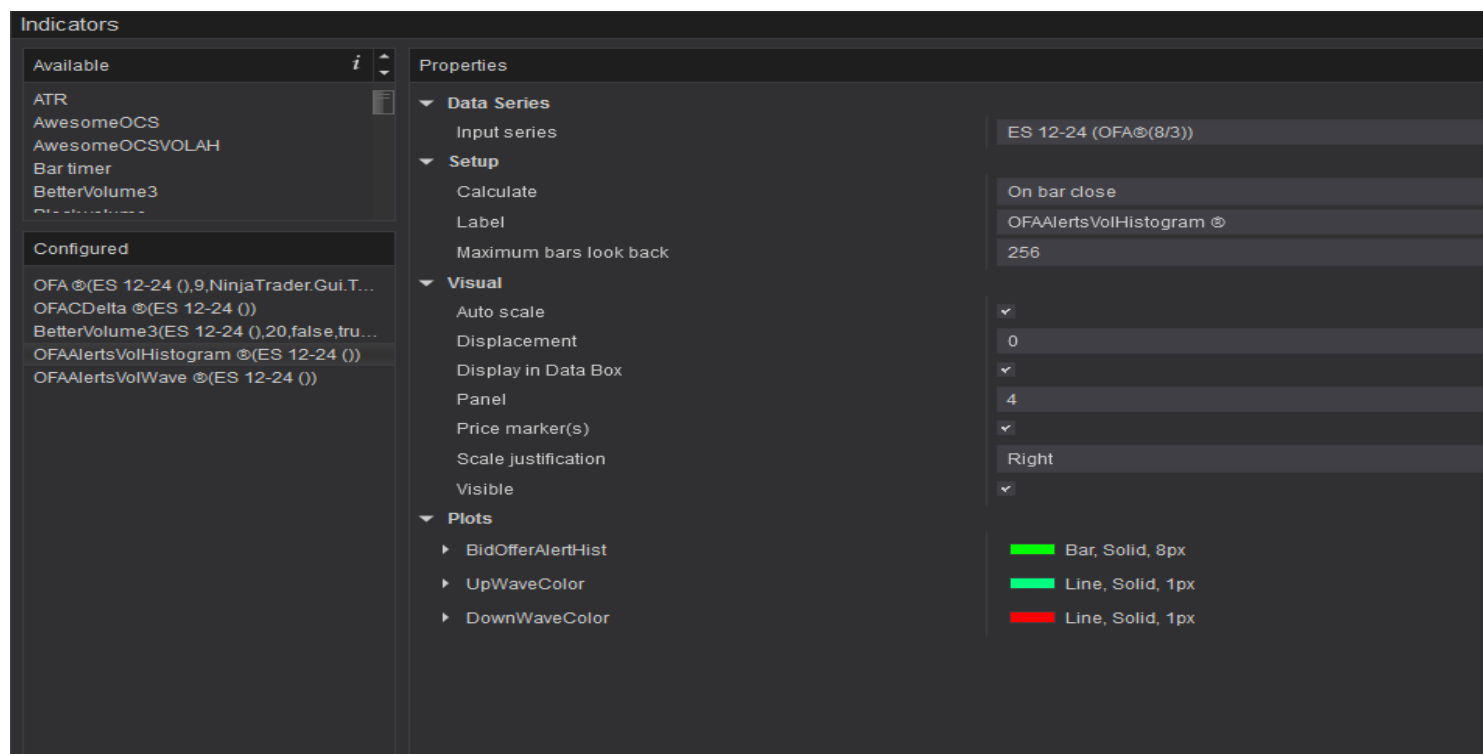 Indicators
Available i
ATR
AwesomeOCS
AwesomeOCSVOLAH
Bar timer
BetterVolume3
Configured
OFA ®(ES 12-24 (),9,NinjaTrader.Gui.T...
OFACDelta ®(ES 12-24 ())
BetterVolume3(ES 12-24 (),20,false,tru...
OFAAlertsVolHistogram ®(ES 12-24 ())
OFAAlertsVolWave ®(ES 12-24 ())
Properties
Data Series
Input series ES 12-24 (OFA®(8/3))
Setup
Calculate On bar close
Label OFAAlertsVolHistogram ®
Maximum bars look back 256
Visual
Auto scale
Displacement 0
Display in Data Box
Panel 4
Price marker(s)
Scale justification Right
Visible
Plots
BidOfferAlertHist Bar, Solid, 8px
UpWaveColor Line, Solid, 1px
DownWaveColor Line, Solid, 1px